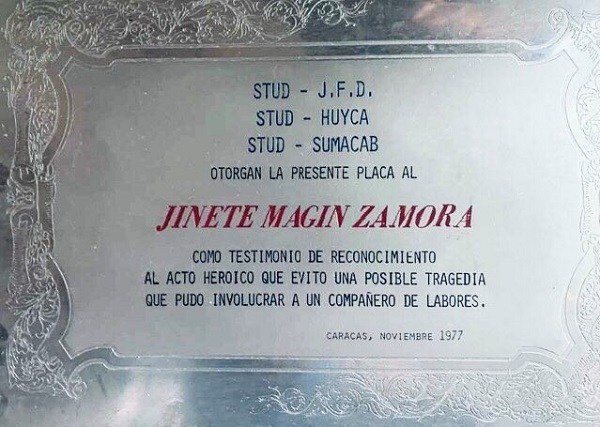 STUD - J.F.D.
STUD - HUYCA
STUD - SUMACAB
OTORGAN LA PRESENTE PLACA AL
JINETE MAGIN ZAMORA
COMO TESTIMONIO DE RECONOCIMIENTO
AL ACTO HEROICO QUE EVITO UNA POSIBLE TRAGEDIA
QUE PUDO INVOLUCRAR A UN COMPAÑERO DE LABORES.
CARACAS, NOVIEMBRE 1977